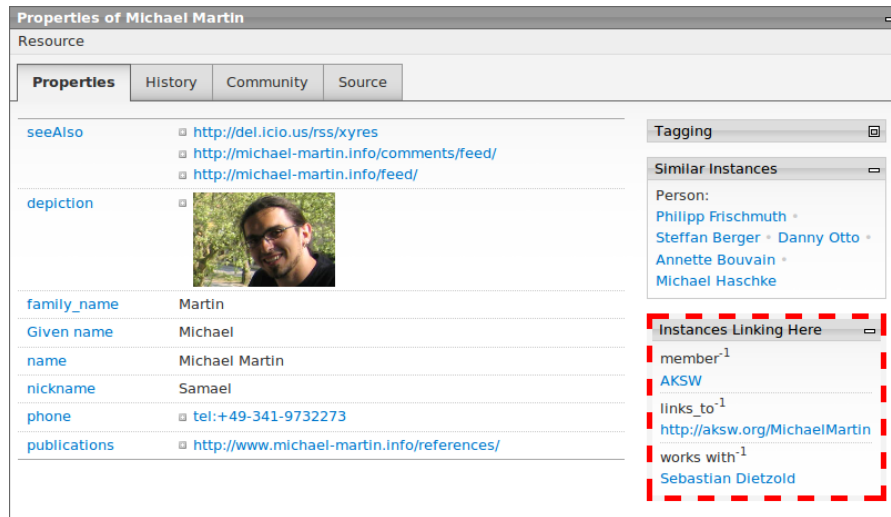 Properties of Michael Martin
Resource
Properties History Community Source
seeAlso http://del.icio.us/rss/xyres
http://michael-martin.info/comments/feed/
http://michael-martin.info/feed/
depiction
family_name Martin
Given name Michael
name Michael Martin
nickname Samael
phone tel:+49-341-9732273
publications http://www.michael-martin.info/references/
Tagging
Similar Instances
Person:
Philipp Frischmuth •
Steffan Berger • Danny Otto •
Annette Bouvain •
Michael Haschke
Instances Linking Here
member-1
AKSW
links_to-1
http://aksw.org/MichaelMartin
works with-1
Sebastian Dietzold